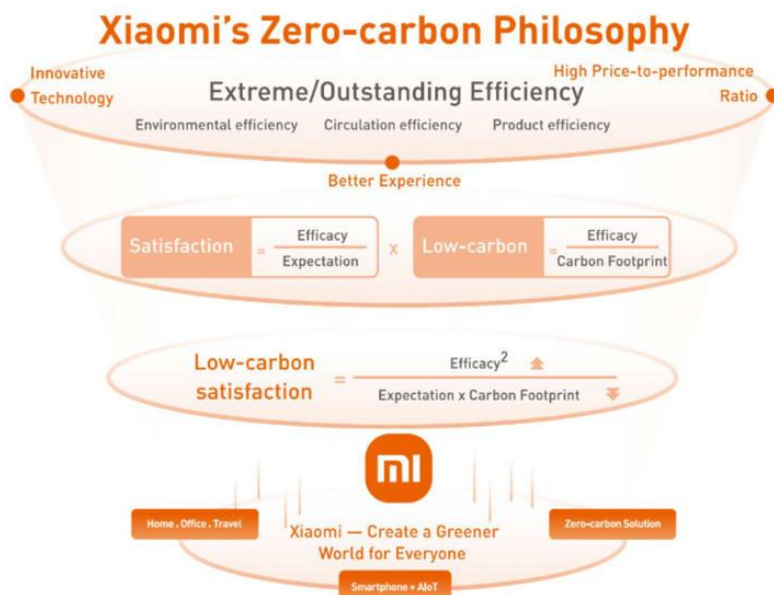 Xiaomi's Zero-carbon Philosophy
Innovative
Technology
High Price-to-performance
Ratio
Extreme/Outstanding Efficiency
Environmental efficiency Circulation efficiency Product efficiency
Better Experience
Satisfaction = Efficacy / Expectation x Low-carbon = Efficacy / Carbon Footprint
Low-carbon
satisfaction
=
Efficacy²
Expectation x Carbon Footprint
mi
Home . Office . Travel
Zero-carbon Solution
Xiaomi — Create a Greener
World for Everyone
Smartphone × AIoT